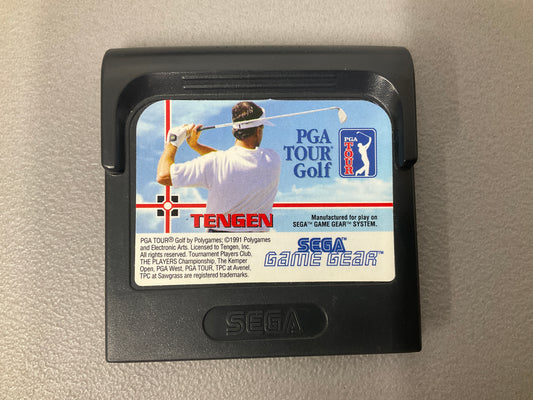 PGA
TOUR®
Golf
PGA
TOUR
TENGEN
Manufactured for play on
SEGA™ GAME GEAR™ SYSTEM.
PGA TOUR® Golf by Polygames; ©1991 Polygames
and Electronic Arts. Licensed to Tengen, Inc.
All rights reserved. Tournament Players Club,
THE PLAYERS Championship, The Kemper
Open, PGA West, PGA TOUR, TPC at Avenel,
TPC at Sawgrass are registered trademarks.
SEGA™
GAME GEAR™
SEGA